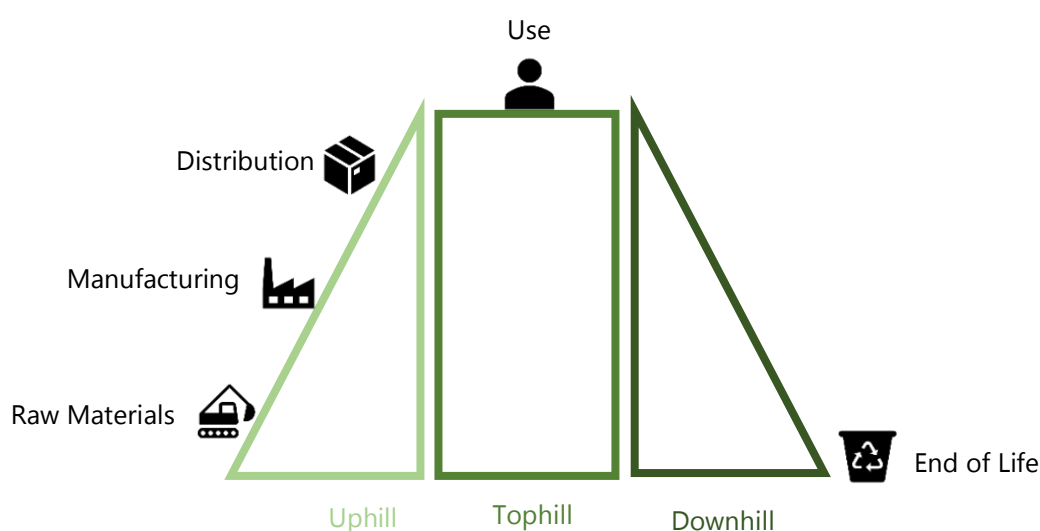 Use
Distribution
Manufacturing
Raw Materials
End of Life
Uphill
Tophill
Downhill